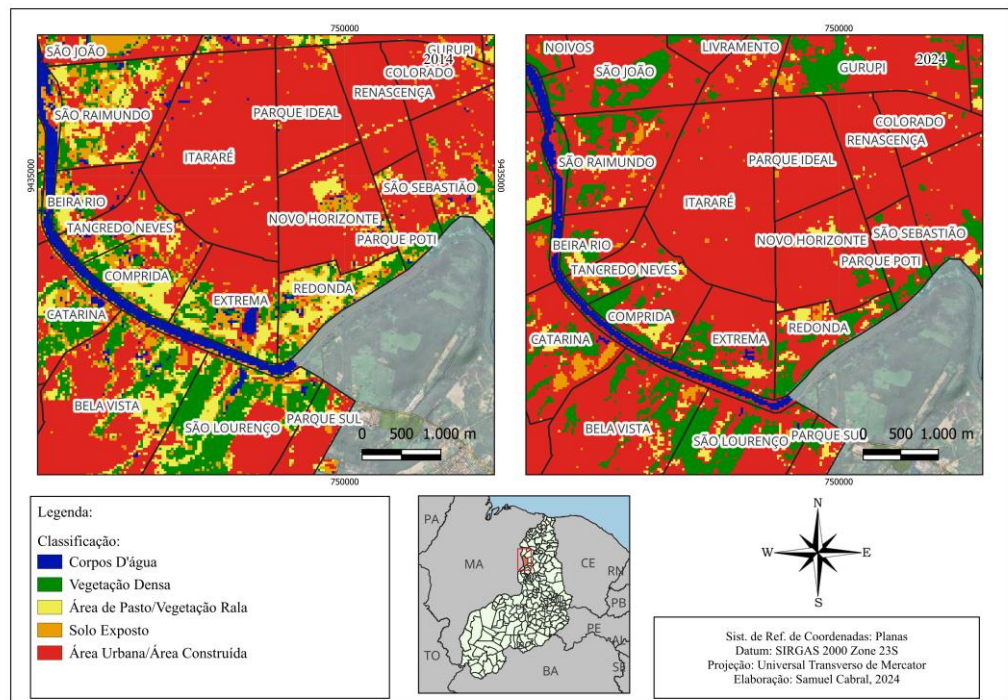 750000
SÃO JOÃO
GURUPI
2014
COLORADO
RENASCENÇA
SÃO RAIMUNDO
PARQUE IDEAL
ITARARÉ
9435000
SÃO SEBASTIÃO
BEIRA RIO
NOVO HORIZONTE
TANCREDO NEVES
PARQUE POTI
COMPRIDA
REDONDA
EXTREMA
CATARINA
BELA VISTA
PARQUE SUL
SÃO LOURENÇO
0 500 1.000 m
750000
750000
NOIVOS
LIVRAMENTO
2024
SÃO JOÃO
GURUPI
COLORADO
RENASCENÇA
SÃO RAIMUNDO
PARQUE IDEAL
9435000
ITARARÉ
SÃO SEBASTIÃO
BEIRA RIO
NOVO HORIZONTE
PARQUE POTI
TANCREDO NEVES
COMPRIDA
REDONDA
CATARINA
EXTREMA
BELA VISTA
PARQUE SUL
SÃO LOURENÇO
0 500 1.000 m
750000
Legenda:
Classificação:
Corpos D'água
Vegetação Densa
Área de Pasto/Vegetação Rala
Solo Exposto
Área Urbana/Área Construída
PA
MA
CE
RN
PB
PE
AL
TO
SE
BA
N
W
E
S
Sist. de Ref. de Coordenadas: Planas
Datum: SIRGAS 2000 Zone 23S
Projeção: Universal Transverso de Mercator
Elaboração: Samuel Cabral, 2024